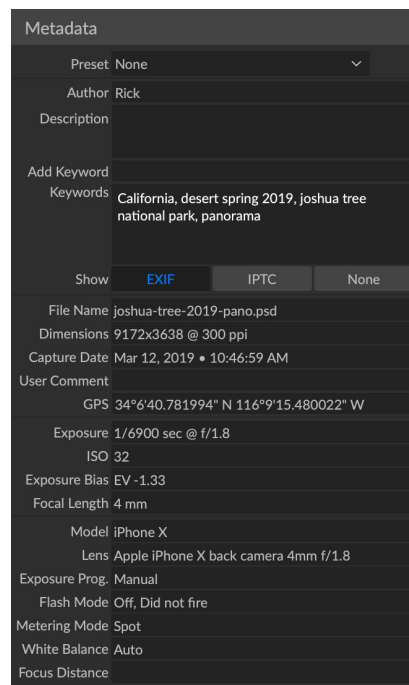 Metadata
Preset None
Author Rick
Description
Add Keyword
Keywords California, desert spring 2019, joshua tree
national park, panorama
Show EXIF IPTC None
File Name joshua-tree-2019-pano.psd
Dimensions 9172x3638 @ 300 ppi
Capture Date Mar 12, 2019 • 10:46:59 AM
User Comment
GPS 34°6'40.781994" N 116°9'15.480022" W
Exposure 1/6900 sec @ f/1.8
ISO 32
Exposure Bias EV -1.33
Focal Length 4 mm
Model iPhone X
Lens Apple iPhone X back camera 4mm f/1.8
Exposure Prog. Manual
Flash Mode Off, Did not fire
Metering Mode Spot
White Balance Auto
Focus Distance